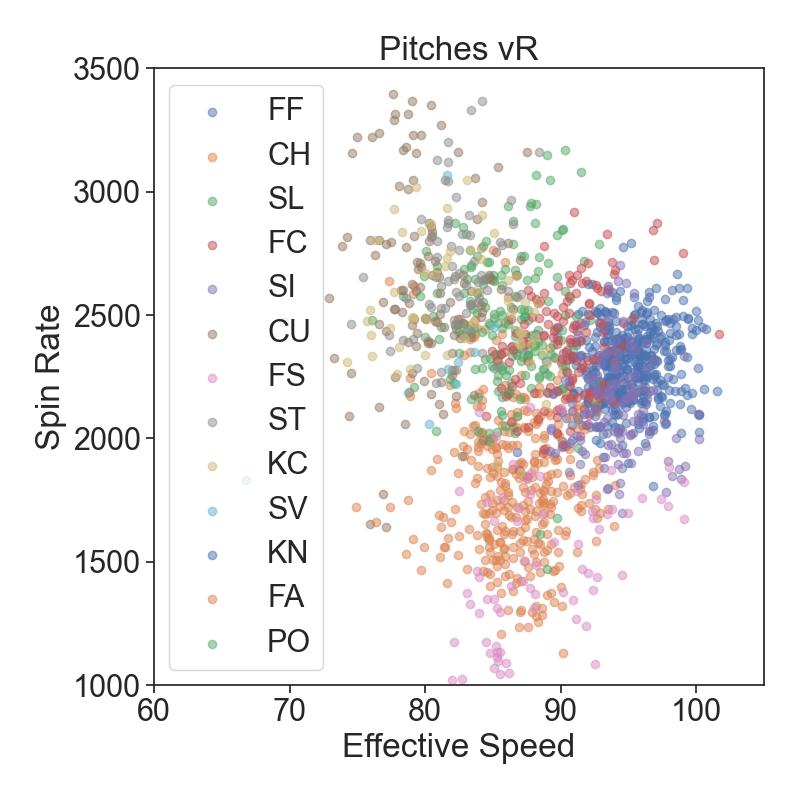 Pitches vR
3500
3000
2500
2000
1500
1000
Spin Rate
FF
CH
SL
FC
SI
CU
FS
ST
KC
SV
KN
FA
PO
60 70 80 90 100
Effective Speed